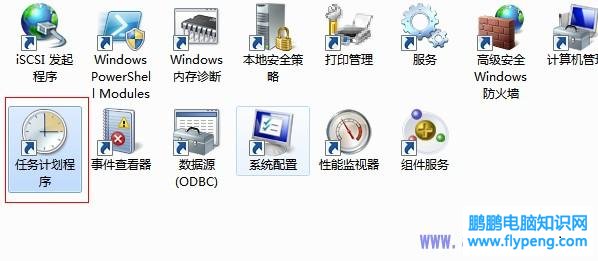 iSCSI 发起
程序
Windows
PowerShel
l Modules
Windows
内存诊断
本地安全策
略
打印管理
服务
高级安全
Windows
防火墙
计算机管
任务计划程
序
事件查看器
数据源
(ODBC)
系统配置
性能监视器
组件服务
鹏鹏电脑知识网
www.flypeng.com